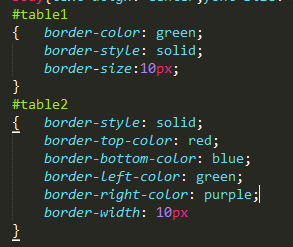 #table1
{ border-color: green;
border-style: solid;
border-size:10px;
}
#table2
{ border-style: solid;
border-top-color: red;
border-bottom-color: blue;
border-left-color: green;
border-right-color: purple;
border-width: 10px
}